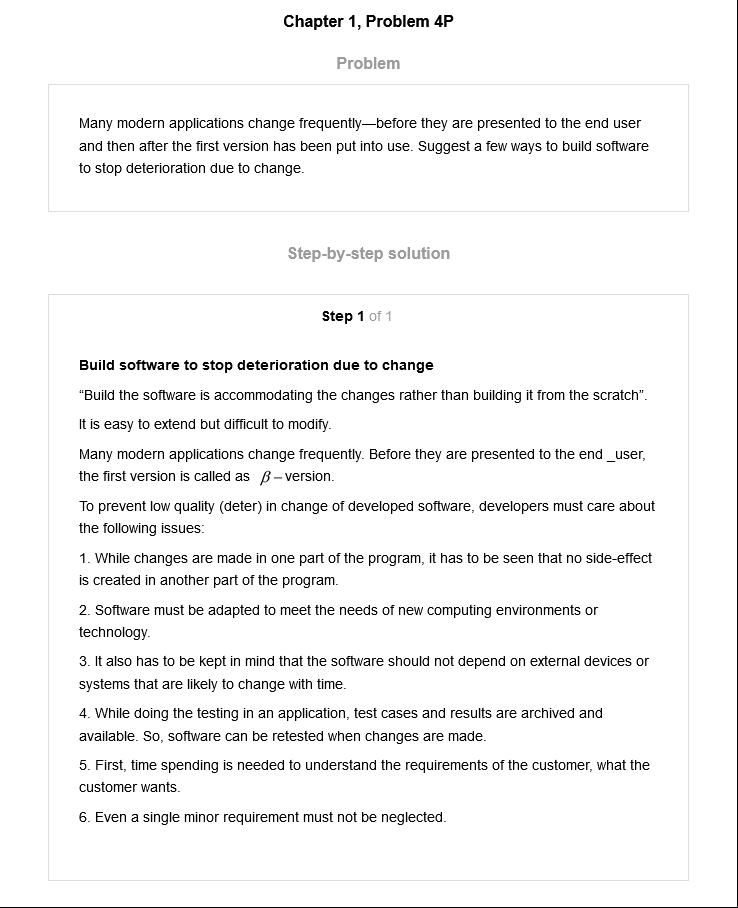 Chapter 1, Problem 4P
Problem
Many modern applications change frequently—before they are presented to the end user
and then after the first version has been put into use. Suggest a few ways to build software
to stop deterioration due to change.
Step-by-step solution
Step 1 of 1
Build software to stop deterioration due to change
“Build the software is accommodating the changes rather than building it from the scratch”.
It is easy to extend but difficult to modify.
Many modern applications change frequently. Before they are presented to the end _user,
the first version is called as β – version.
To prevent low quality (deter) in change of developed software, developers must care about
the following issues:
1. While changes are made in one part of the program, it has to be seen that no side-effect
is created in another part of the program.
2. Software must be adapted to meet the needs of new computing environments or
technology.
3. It also has to be kept in mind that the software should not depend on external devices or
systems that are likely to change with time.
4. While doing the testing in an application, test cases and results are archived and
available. So, software can be retested when changes are made.
5. First, time spending is needed to understand the requirements of the customer, what the
customer wants.
6. Even a single minor requirement must not be neglected.